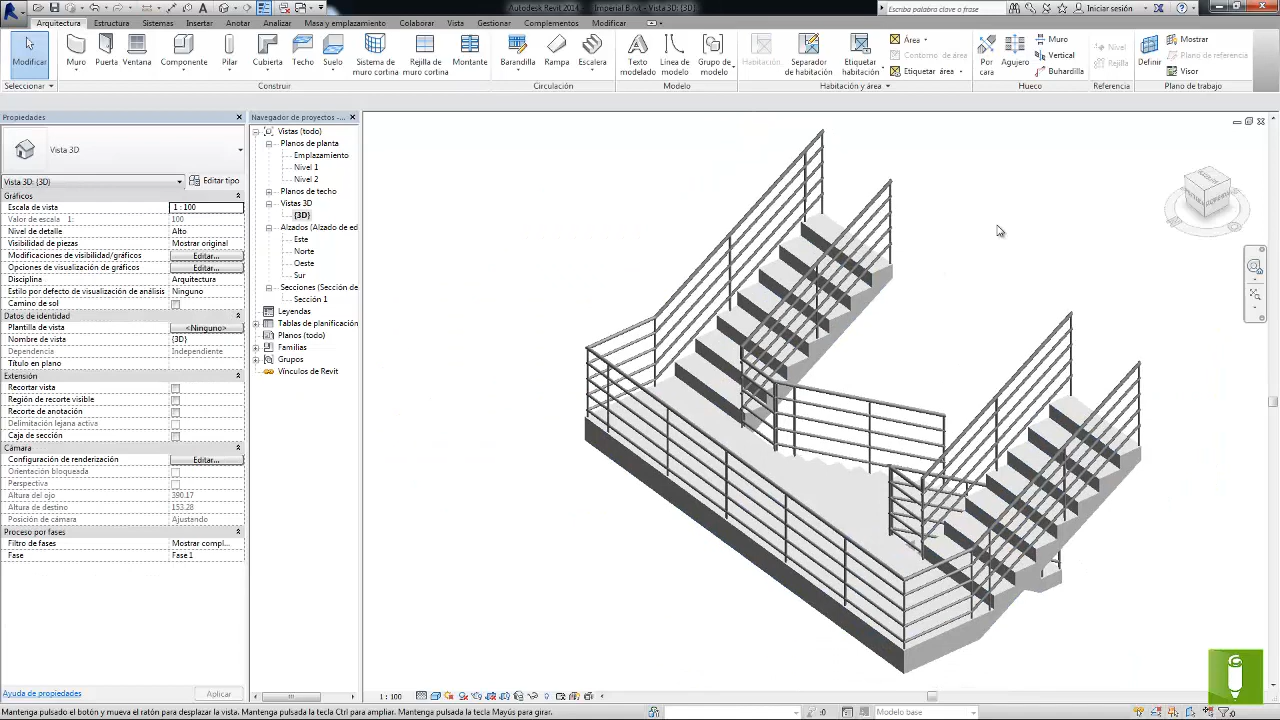 Autodesk Revit 2014 - Imperial B.rvt - Vista 3D: {3D}
Escriba palabra clave o frase
Iniciar sesión
Arquitectura Estructura Sistemas Insertar Anotar Analizar Masa y emplazamiento Colaborar Vista Gestionar Complementos Modificar
Modificar
Muro
Puerta
Ventana
Componente
Pilar
Cubierta
Techo
Suelo
Sistema de muro cortina
Rejilla de muro cortina
Montante
Barandilla
Rampa
Escalera
Texto modelado
Línea de modelo
Grupo de modelo
Habitación
Separador de habitación
Etiquetar habitación
Área
Contorno de área
Etiquetar área
Por cara
Agujero
Muro
Vertical
Buhardilla
Nivel
Rejilla
Definir
Mostrar
Plano de referencia
Visor
Seleccionar
Construir
Circulación
Modelo
Habitación y área
Hueco
Referencia
Plano de trabajo
Propiedades
Vista 3D
Vista 3D: {3D}
Editar tipo
Gráficos
Escala de vista 1 : 100
Valor de escala 1: 100
Nivel de detalle Alto
Visibilidad de piezas Mostrar original
Modificaciones de visibilidad/gráficos Editar...
Opciones de visualización de gráficos Editar...
Disciplina Arquitectura
Estilo por defecto de visualización de análisis Ninguno
Camino de sol
Datos de identidad
Plantilla de vista <Ninguno>
Nombre de vista {3D}
Dependencia Independiente
Título en plano
Extensión
Recortar vista
Región de recorte visible
Recorte de anotación
Delimitación lejana activa
Caja de sección
Cámara
Configuración de renderización Editar...
Orientación bloqueada
Perspectiva
Altura del ojo 390.17
Altura de destino 153.28
Posición de cámara Ajustando
Proceso por fases
Filtro de fases Mostrar compl...
Fase Fase 1
Ayuda de propiedades
Aplicar
Navegador de proyectos -...
Vistas (todo)
Planos de planta
Emplazamiento
Nivel 1
Nivel 2
Planos de techo
Vistas 3D
{3D}
Alzados (Alzado de ed
Este
Norte
Oeste
Sur
Secciones (Sección de
Sección 1
Leyendas
Tablas de planificación
Planos (todo)
Familias
Grupos
Vínculos de Revit
1 : 100
Mantenga pulsado el botón y mueva el ratón para desplazar la vista. Mantenga pulsada la tecla Ctrl para ampliar. Mantenga pulsada la tecla Mayús para girar.
:0
Modelo base